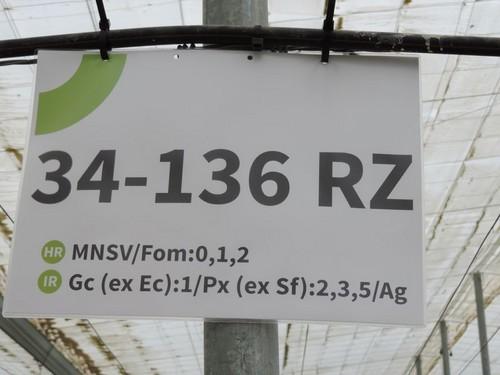 34-136 RZ
HR MNSV/Fom:0,1,2
IR Gc (ex Ec):1/Px (ex Sf):2,3,5/Ag